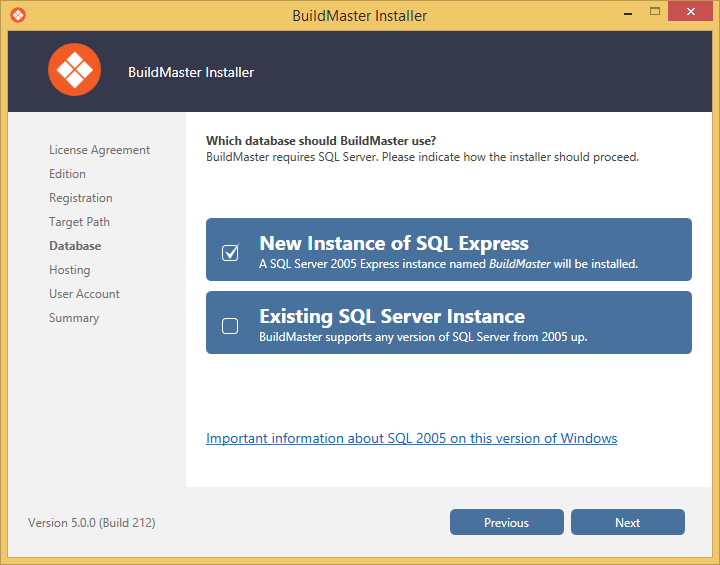 BuildMaster Installer
BuildMaster Installer
License Agreement
Edition
Registration
Target Path
Database
Hosting
User Account
Summary
Which database should BuildMaster use?
BuildMaster requires SQL Server. Please indicate how the installer should proceed.
New Instance of SQL Express
A SQL Server 2005 Express instance named BuildMaster will be installed.
Existing SQL Server Instance
BuildMaster supports any version of SQL Server from 2005 up.
Important information about SQL 2005 on this version of Windows
Version 5.0.0 (Build 212)
Previous
Next